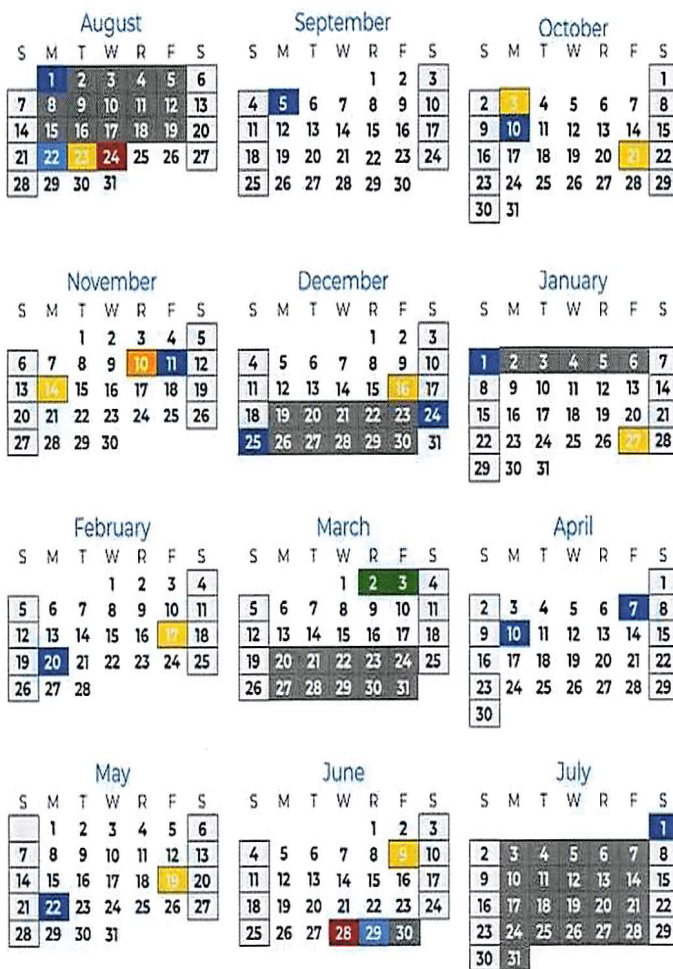 August
S M T W R F S
1 2 3 4 5 6
7 8 9 10 11 12 13
14 15 16 17 18 19 20
21 22 23 24 25 26 27
28 29 30 31
September
S M T W R F S
1 2 3
4 5 6 7 8 9 10
11 12 13 14 15 16 17
18 19 20 21 22 23 24
25 26 27 28 29 30
October
S M T W R F S
1
2 3 4 5 6 7 8
9 10 11 12 13 14 15
16 17 18 19 20 21 22
23 24 25 26 27 28 29
30 31
November
S M T W R F S
1 2 3 4 5
6 7 8 9 10 11 12
13 14 15 16 17 18 19
20 21 22 23 24 25 26
27 28 29 30
December
S M T W R F S
1 2 3
4 5 6 7 8 9 10
11 12 13 14 15 16 17
18 19 20 21 22 23 24
25 26 27 28 29 30 31
January
S M T W R F S
1 2 3 4 5 6 7
8 9 10 11 12 13 14
15 16 17 18 19 20 21
22 23 24 25 26 27 28
29 30 31
February
S M T W R F S
1 2 3 4
5 6 7 8 9 10 11
12 13 14 15 16 17 18
19 20 21 22 23 24 25
26 27 28
March
S M T W R F S
1 2 3 4
5 6 7 8 9 10 11
12 13 14 15 16 17 18
19 20 21 22 23 24 25
26 27 28 29 30 31
April
S M T W R F S
1
2 3 4 5 6 7 8
9 10 11 12 13 14 15
16 17 18 19 20 21 22
23 24 25 26 27 28 29
30
May
S M T W R F S
1 2 3 4 5 6
7 8 9 10 11 12 13
14 15 16 17 18 19 20
21 22 23 24 25 26 27
28 29 30 31
June
S M T W R F S
1 2 3
4 5 6 7 8 9 10
11 12 13 14 15 16 17
18 19 20 21 22 23 24
25 26 27 28 29 30
July
S M T W R F S
1
2 3 4 5 6 7 8
9 10 11 12 13 14 15
16 17 18 19 20 21 22
23 24 25 26 27 28 29
30 31